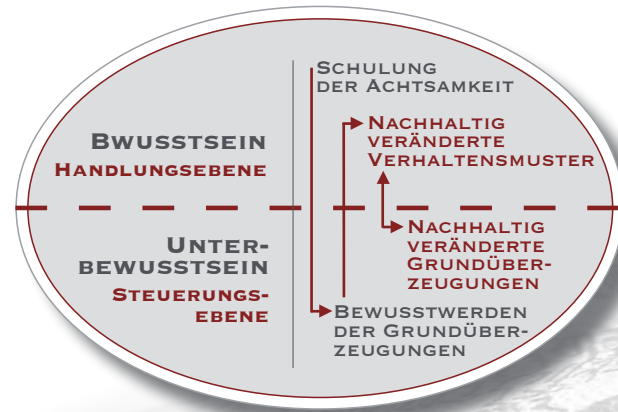 BWUSSTSEIN
HANDLUNGSEBENE
UNTER-
BEWUSSTSEIN
STEUERUNGS-
EBENE
SCHULUNG
DER ACHTSAMKEIT
NACHHALTIG
VERÄNDERTE
VERHALTENSMUSTER
NACHHALTIG
VERÄNDERTE
GRUNDÜBER-
ZEUGUNGEN
BEWUSSTWERDEN
DER GRUNDÜBER-
ZEUGUNGEN